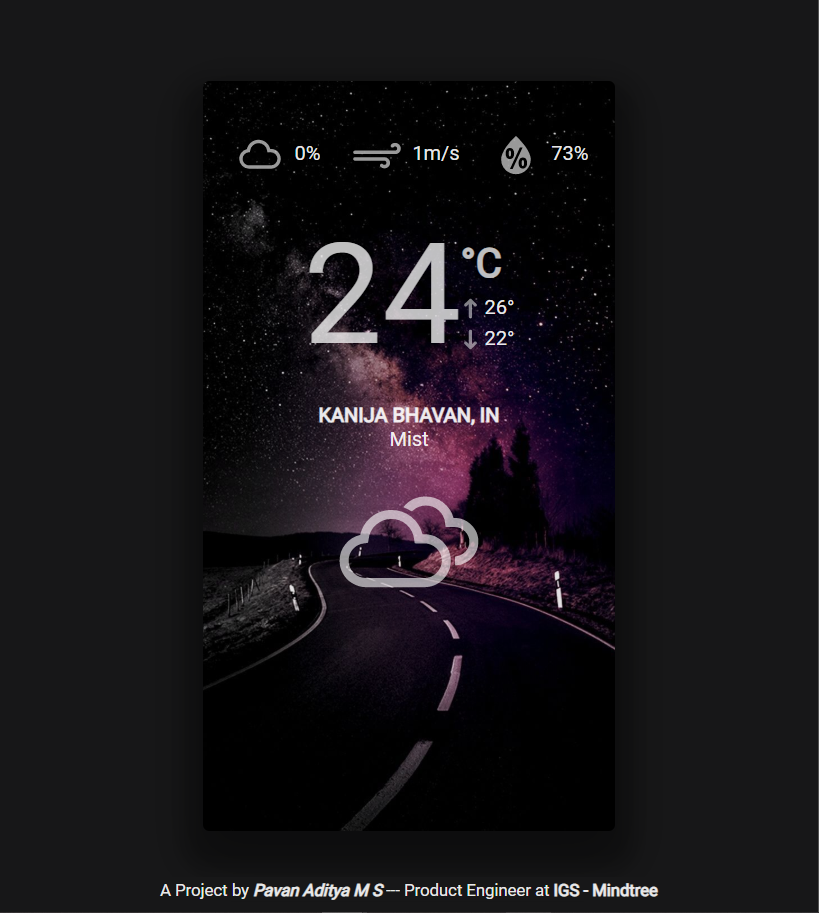 0% 1m/s % 73%
24 °C
↑ 26°
↓ 22°
KANIJA BHAVAN, IN
Mist
A Project by Pavan Aditya M S --- Product Engineer at IGS - Mindtree